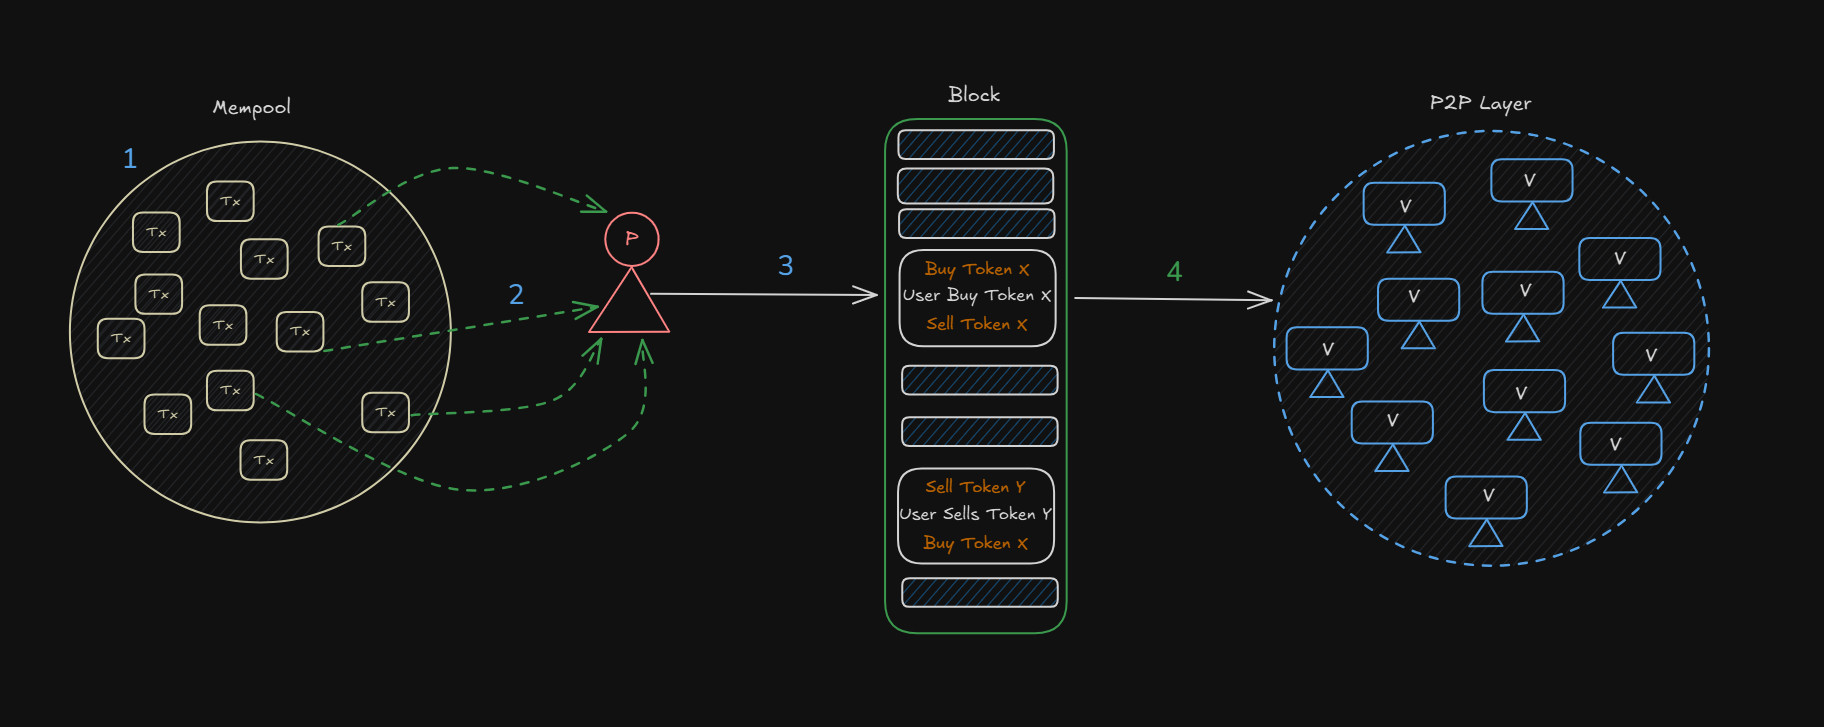 Mempool
1
Tx
Tx
Tx
Tx
Tx
Tx
Tx
Tx
Tx
Tx
Tx
Tx
Tx
2
P
3
Block
Buy Token X
User Buy Token X
Sell Token X
Sell Token Y
User Sells Token Y
Buy Token X
4
P2P Layer
V
V
V
V
V
V
V
V
V
V
V